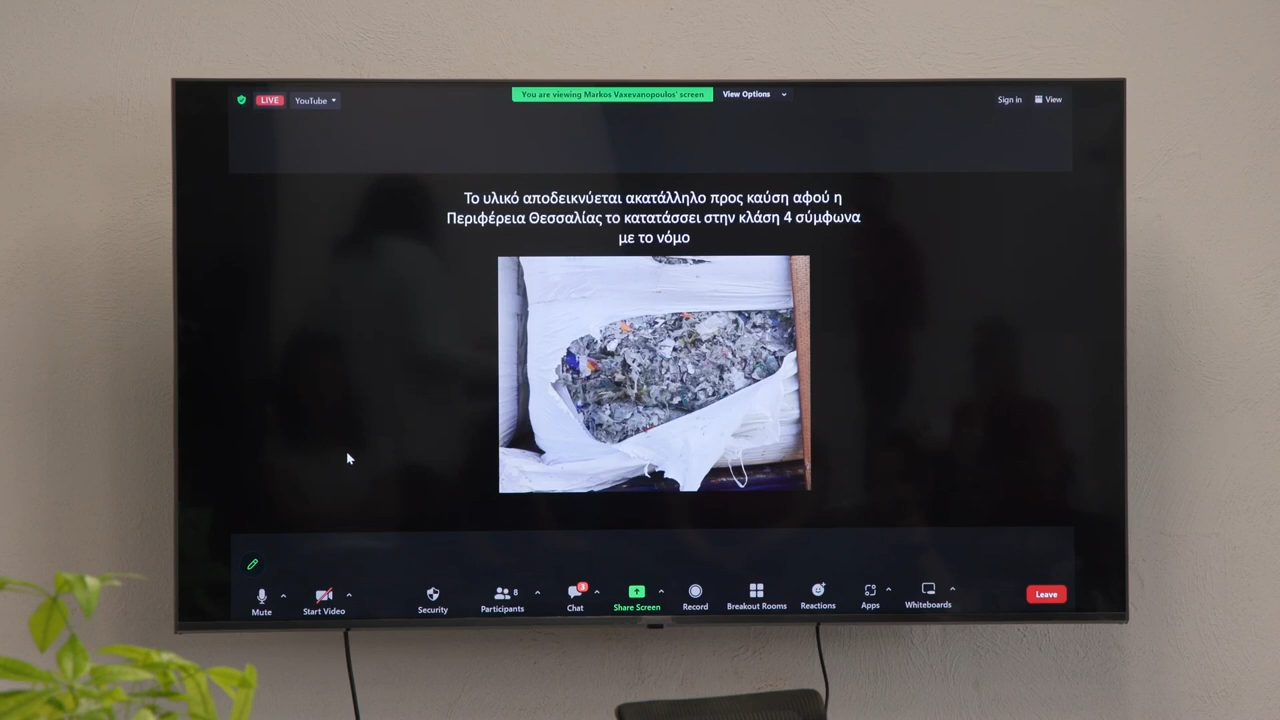 LIVE
YouTube
You are viewing Markos Vaxevanopoulos' screen
View Options
Sign in
View
Το υλικό αποδεικνύεται ακατάλληλο προς καύση αφού η
Περιφέρεια Θεσσαλίας το κατατάσσει στην κλάση 4 σύμφωνα
με το νόμο
Mute
Start Video
Security
Participants
8
Chat
3
Share Screen
Record
Breakout Rooms
Reactions
Apps
Whiteboards
Leave